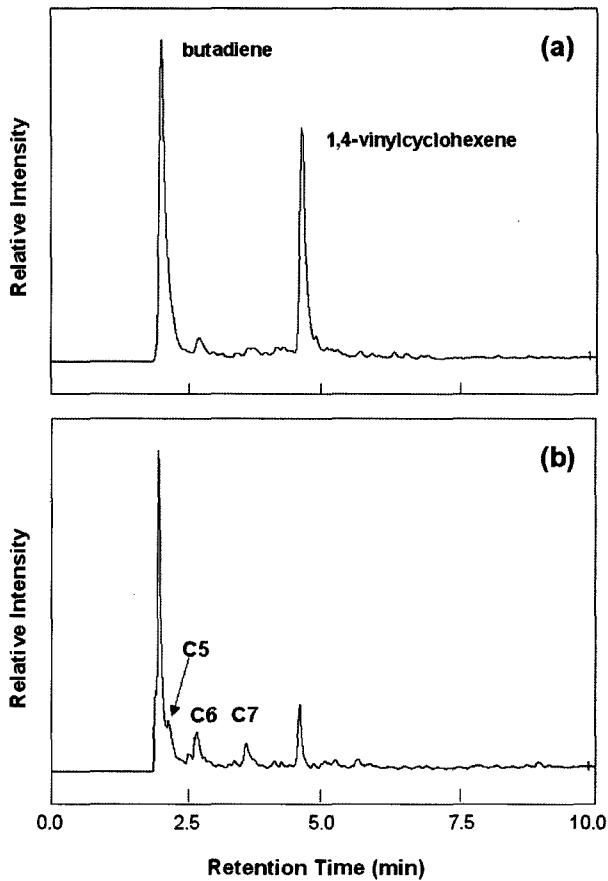 (a)
butadiene
1,4-vinylcyclohexene
Relative Intensity
(b)
C5
C6 C7
Relative Intensity
0.0 2.5 5.0 7.5 10.0
Retention Time (min)